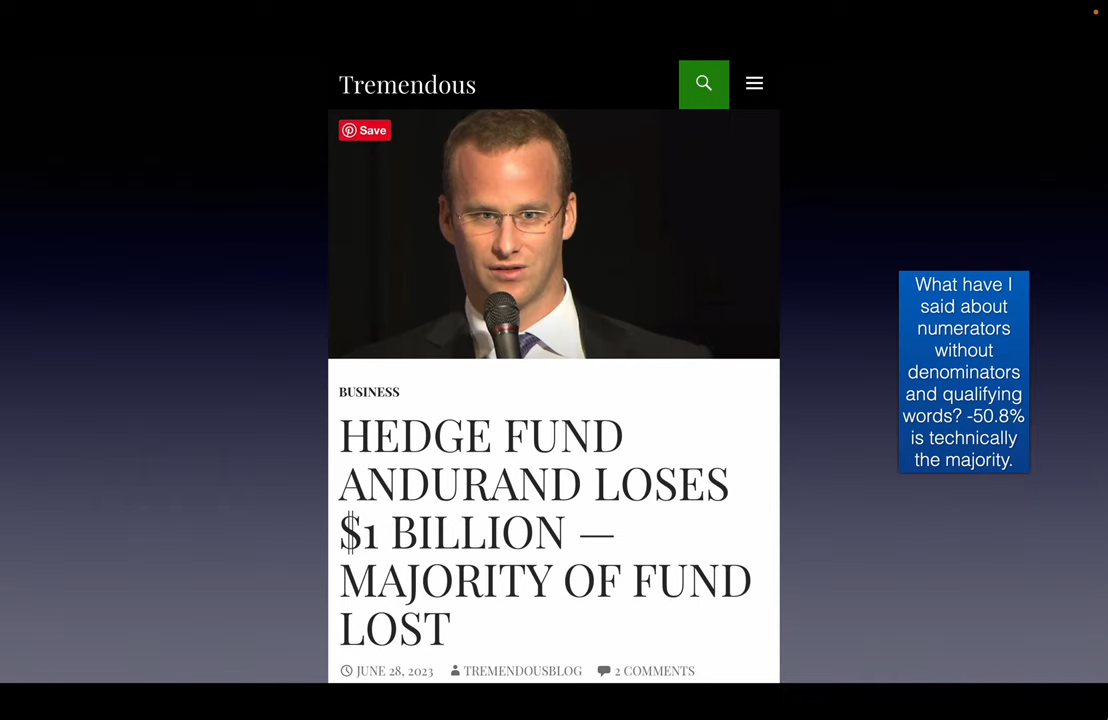 Tremendous
Save
BUSINESS
HEDGE FUND
ANDURAND LOSES
$1 BILLION —
MAJORITY OF FUND
LOST
JUNE 28, 2023 TREMENDOUSBLOG 2 COMMENTS
What have I
said about
numerators
without
denominators
and qualifying
words? -50.8%
is technically
the majority.